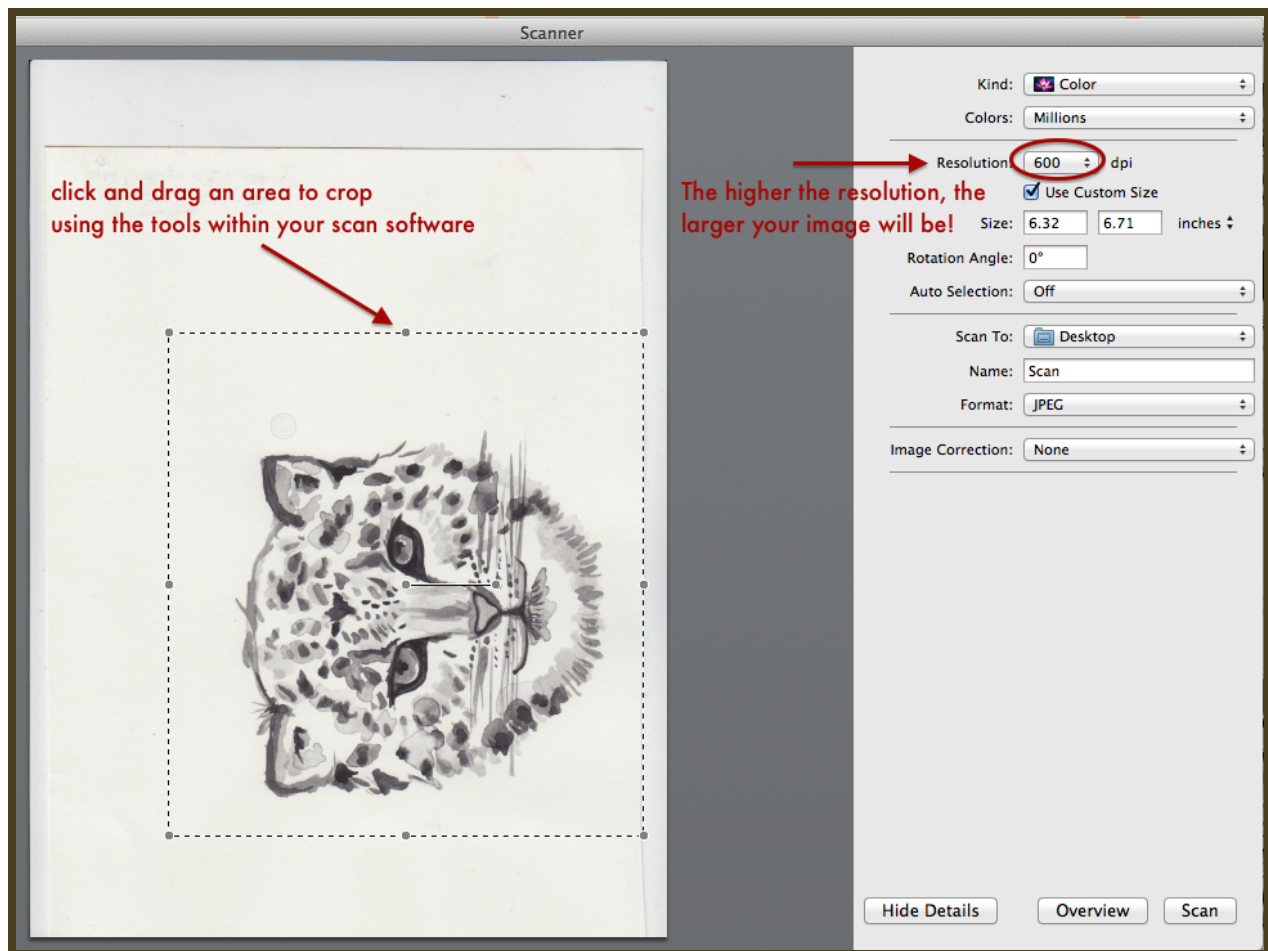 Scanner
click and drag an area to crop
using the tools within your scan software
The higher the resolution, the
larger your image will be!
Kind: Color
Colors: Millions
Resolution: 600 dpi
Use Custom Size
Size: 6.32 6.71 inches
Rotation Angle: 0°
Auto Selection: Off
Scan To: Desktop
Name: Scan
Format: JPEG
Image Correction: None
Hide Details Overview Scan